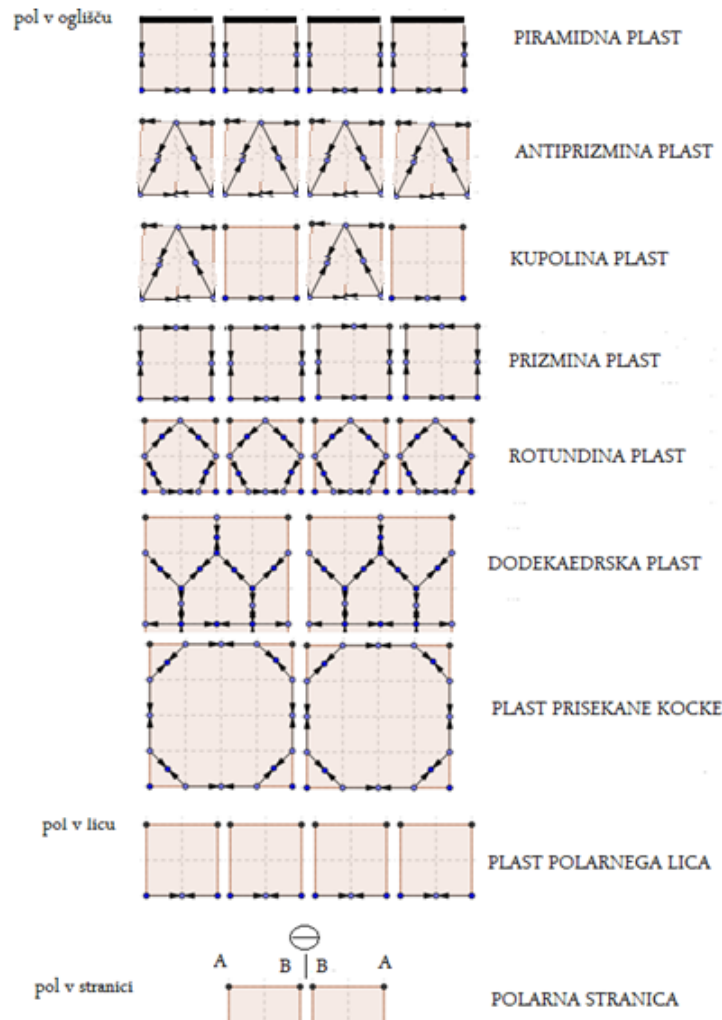 pol v oglišču
PIRAMIDNA PLAST
ANTIPRIZMINA PLAST
KUPOLINA PLAST
PRIZMINA PLAST
ROTUNDINA PLAST
DODEKAEDRSKA PLAST
PLAST PRISEKANE KOCKE
pol v licu
PLAST POLARNEGA LICA
A B B A
pol v stranici
POLARNA STRANICA